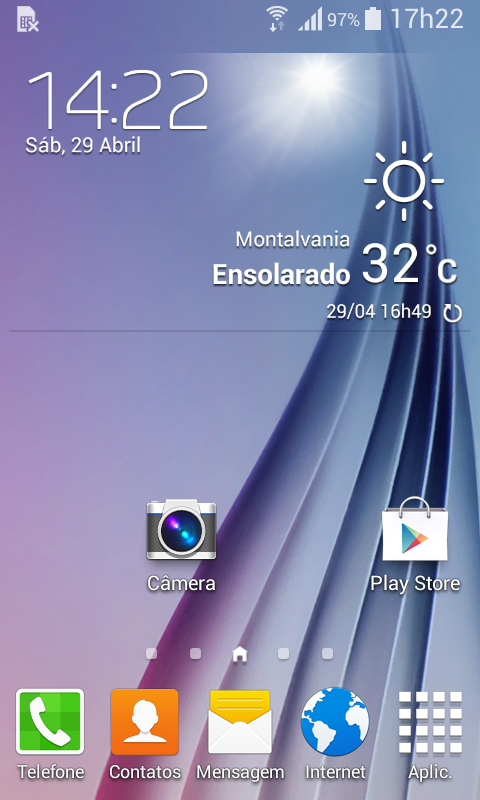 97% 17h22
14:22
Sáb, 29 Abril
Montalvania
Ensolarado 32°C
29/04 16h49
Câmera
Play Store
Telefone
Contatos
Mensagem
Internet
Aplic.